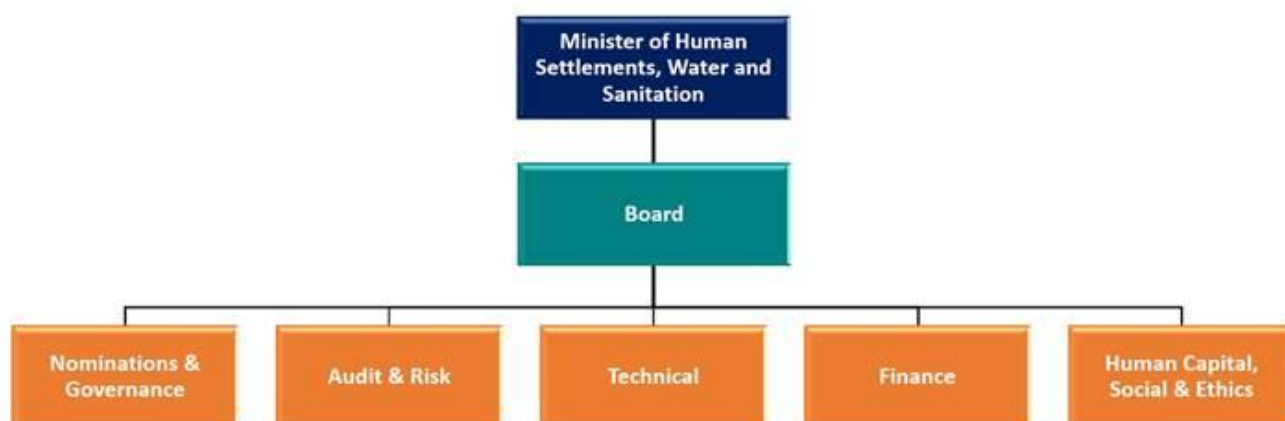 Minister of Human
Settlements, Water and
Sanitation
Board
Nominations &
Governance
Audit & Risk
Technical
Finance
Human Capital,
Social & Ethics